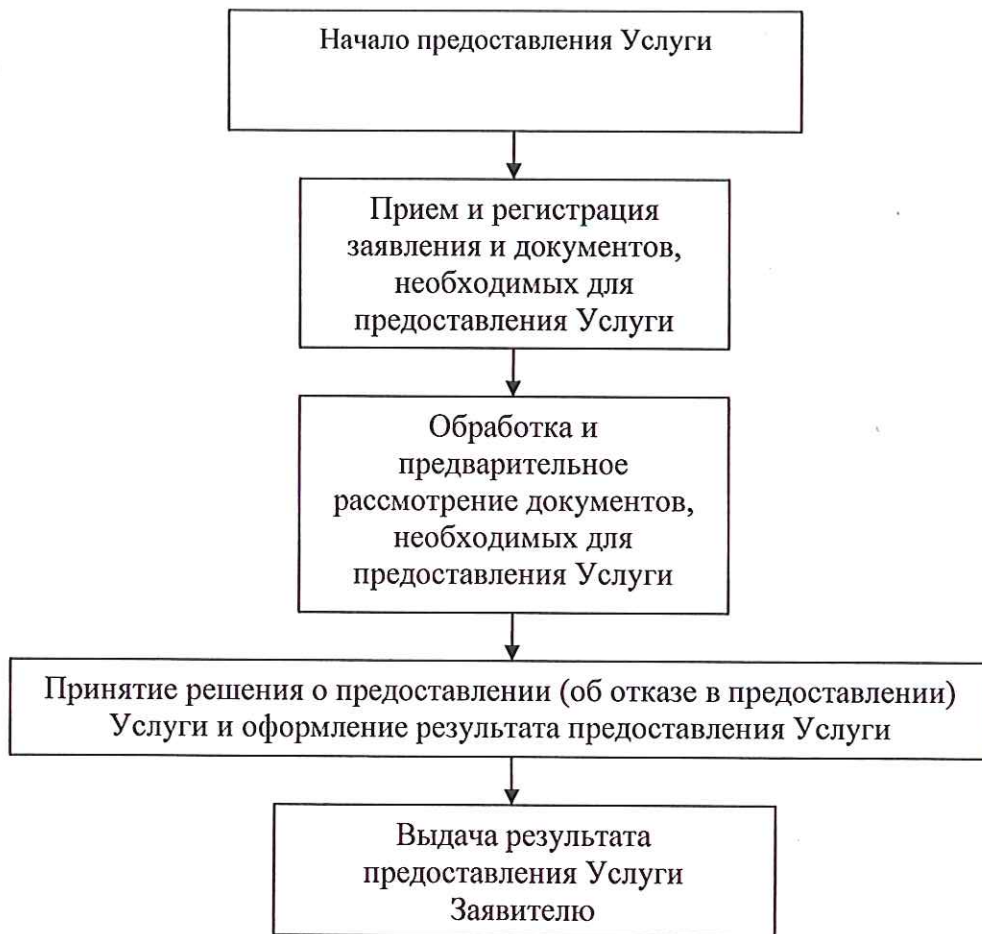 Начало предоставления Услуги
Прием и регистрация
заявления и документов,
необходимых для
предоставления Услуги
Обработка и
предварительное
рассмотрение документов,
необходимых для
предоставления Услуги
Принятие решения о предоставлении (об отказе в предоставлении)
Услуги и оформление результата предоставления Услуги
Выдача результата
предоставления Услуги
Заявителю